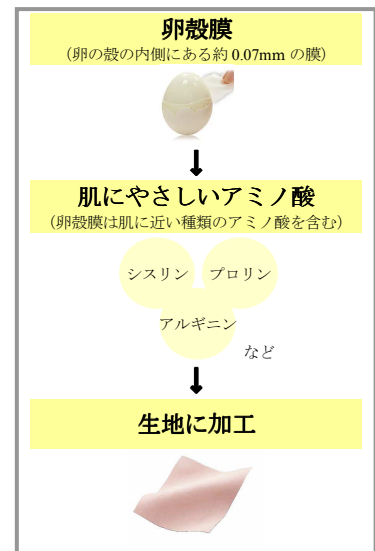 卵殻膜
（卵の殻の内側にある約 0.07mm の膜）
肌にやさしいアミノ酸
（卵殻膜は肌に近い種類のアミノ酸を含む）
シスリン
プロリン
アルギニン
など
生地に加工